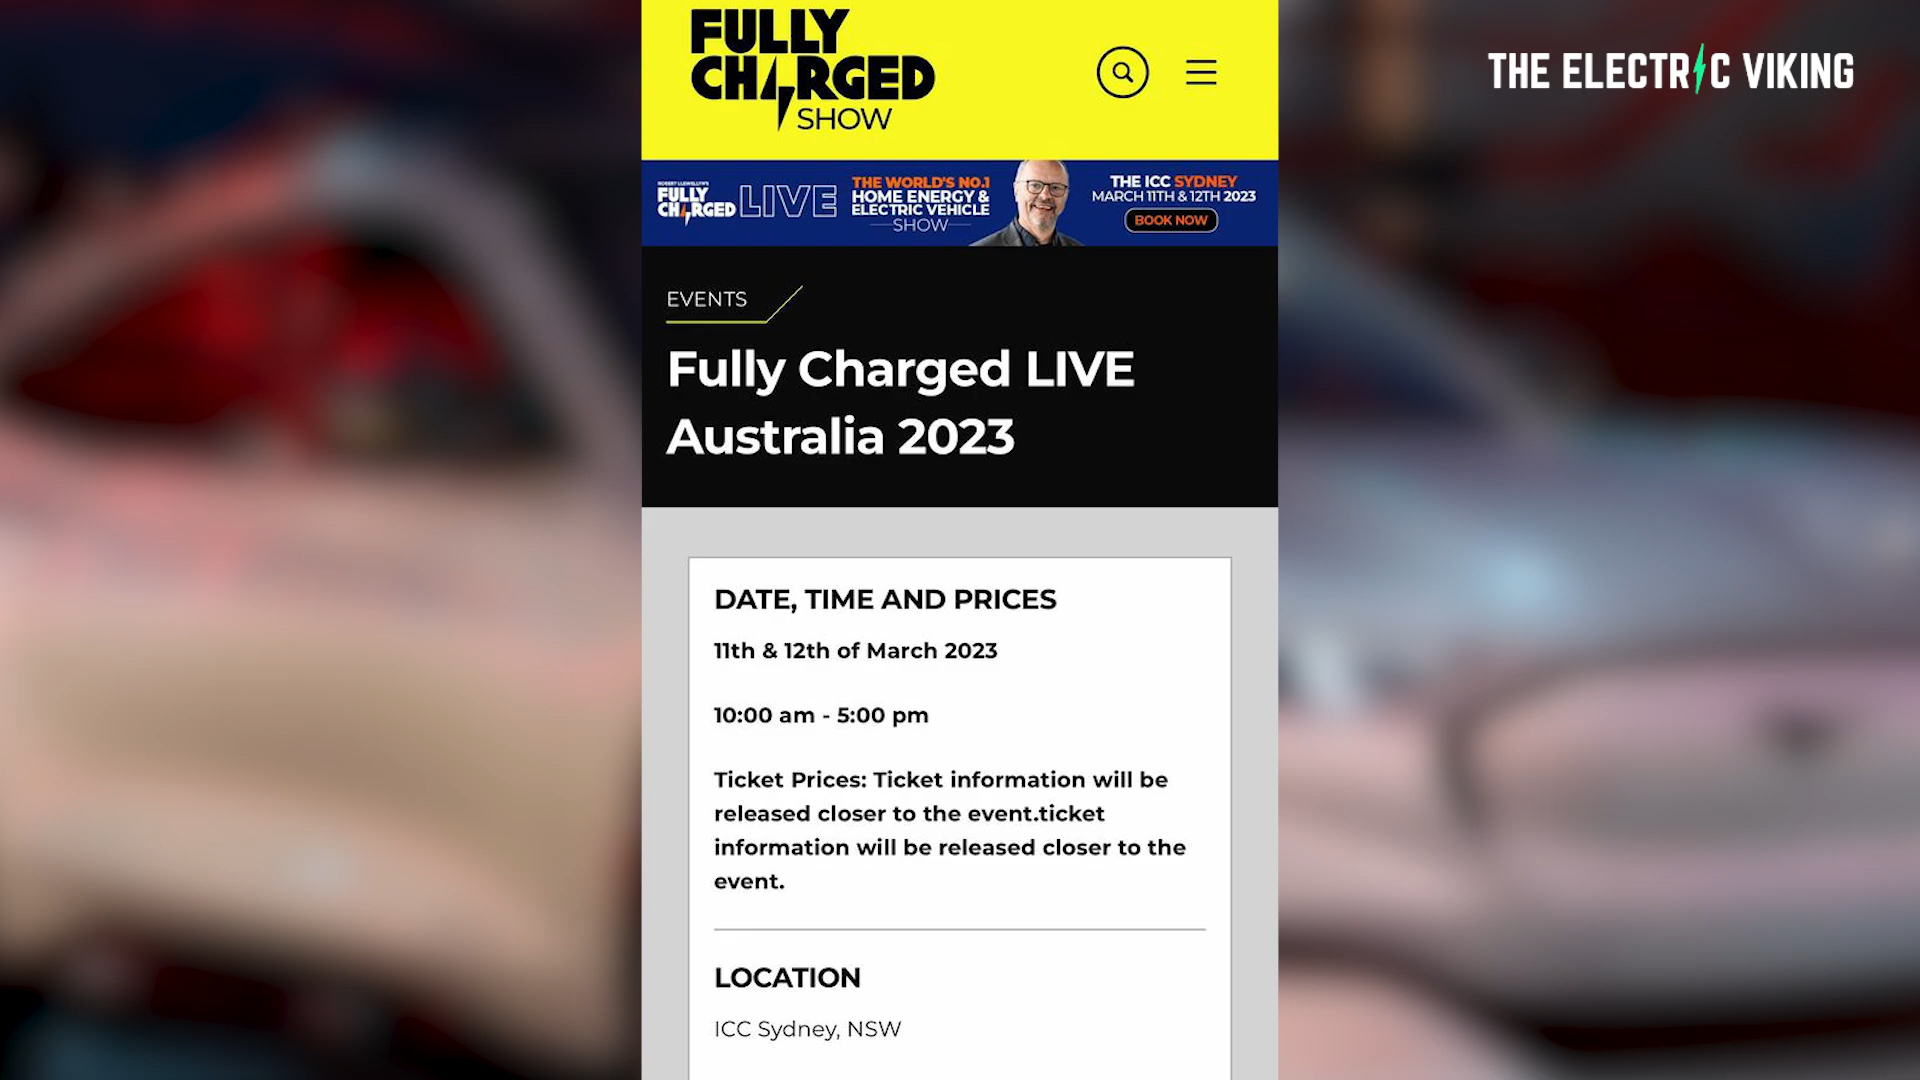 FULLY
CHARGED
SHOW
THE ELECTRIC VIKING
ROBERT LLEWELLYN'S
FULLY
CHARGED
LIVE
THE WORLD'S NO.1
HOME ENERGY &
ELECTRIC VEHICLE
SHOW
THE ICC SYDNEY
MARCH 11TH & 12TH 2023
BOOK NOW
EVENTS
Fully Charged LIVE
Australia 2023
DATE, TIME AND PRICES
11th & 12th of March 2023
10:00 am - 5:00 pm
Ticket Prices: Ticket information will be
released closer to the event.ticket
information will be released closer to the
event.
LOCATION
ICC Sydney, NSW